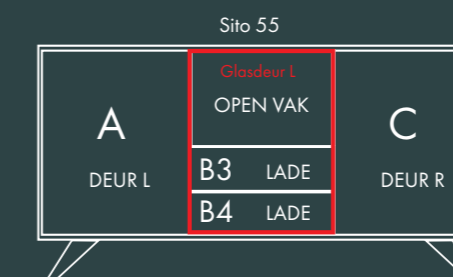 Sito 55
Glasdeur L
OPEN VAK
A
C
B3 LADE
DEUR L
DEUR R
B4 LADE